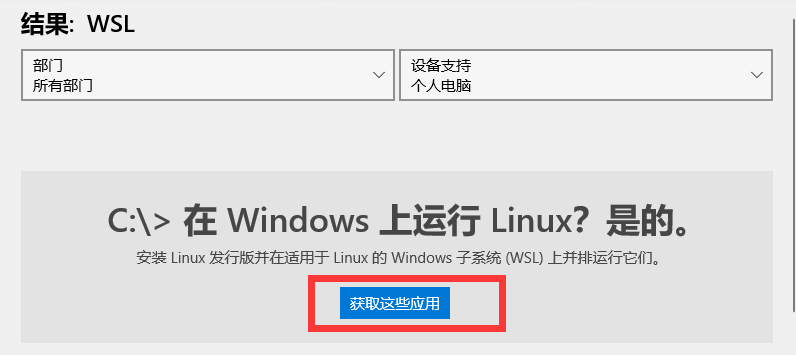 结果: WSL
部门
所有部门
设备支持
个人电脑
C:\> 在 Windows 上运行 Linux？是的。
安装 Linux 发行版并在适用于 Linux 的 Windows 子系统 (WSL) 上并排运行它们。
获取这些应用